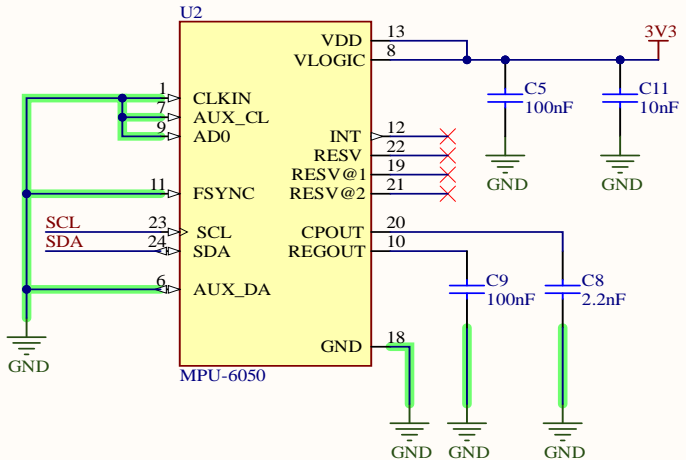 U2
VDD 13
VLOGIC 8
3V3
1 CLKIN
7 AUX_CL
9 AD0
C5
100nF
C11
10nF
INT 12
RESV 22
RESV@1 19
RESV@2 21
GND
GND
11 FSYNC
SCL 23 SCL
SDA 24 SDA
CPOUT 20
REGOUT 10
6 AUX_DA
C9
100nF
C8
2.2nF
GND 18
GND
MPU-6050
GND
GND
GND